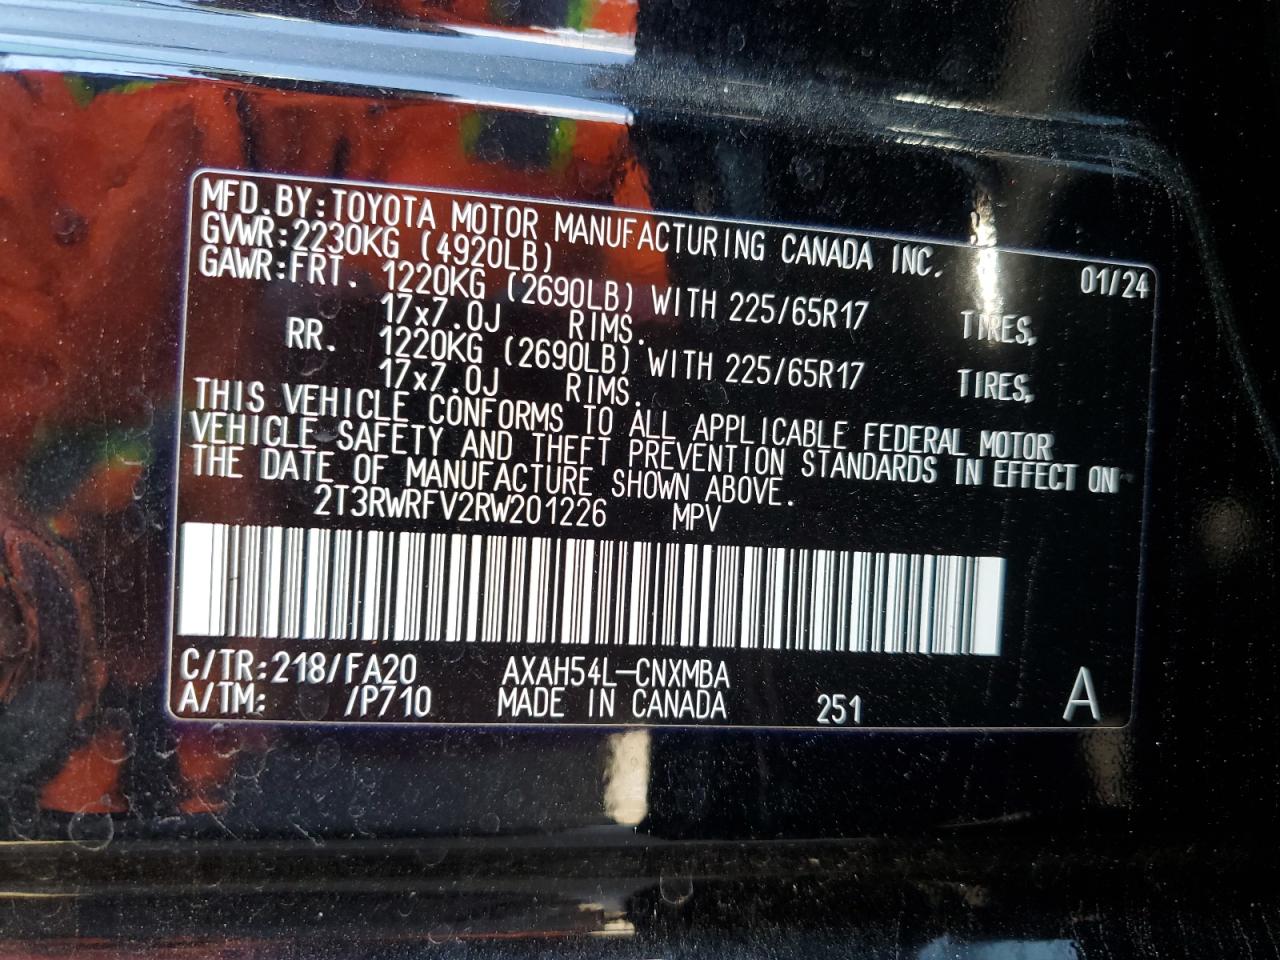 MFD.BY:TOYOTA MOTOR MANUFACTURING CANADA INC. 01/24
GVWR:2230KG (4920LB)
GAWR:FRT. 1220KG (2690LB) WITH 225/65R17 TIRES,
17x7.0J RIMS.
RR. 1220KG (2690LB) WITH 225/65R17 TIRES,
17x7.0J RIMS.
THIS VEHICLE CONFORMS TO ALL APPLICABLE FEDERAL MOTOR
VEHICLE SAFETY AND THEFT PREVENTION STANDARDS IN EFFECT ON
THE DATE OF MANUFACTURE SHOWN ABOVE.
2T3RWRFV2RW201226 MPV
C/TR:218/FA20 AXAH54L-CNXMBA
A/TM: /P710 MADE IN CANADA 251 A